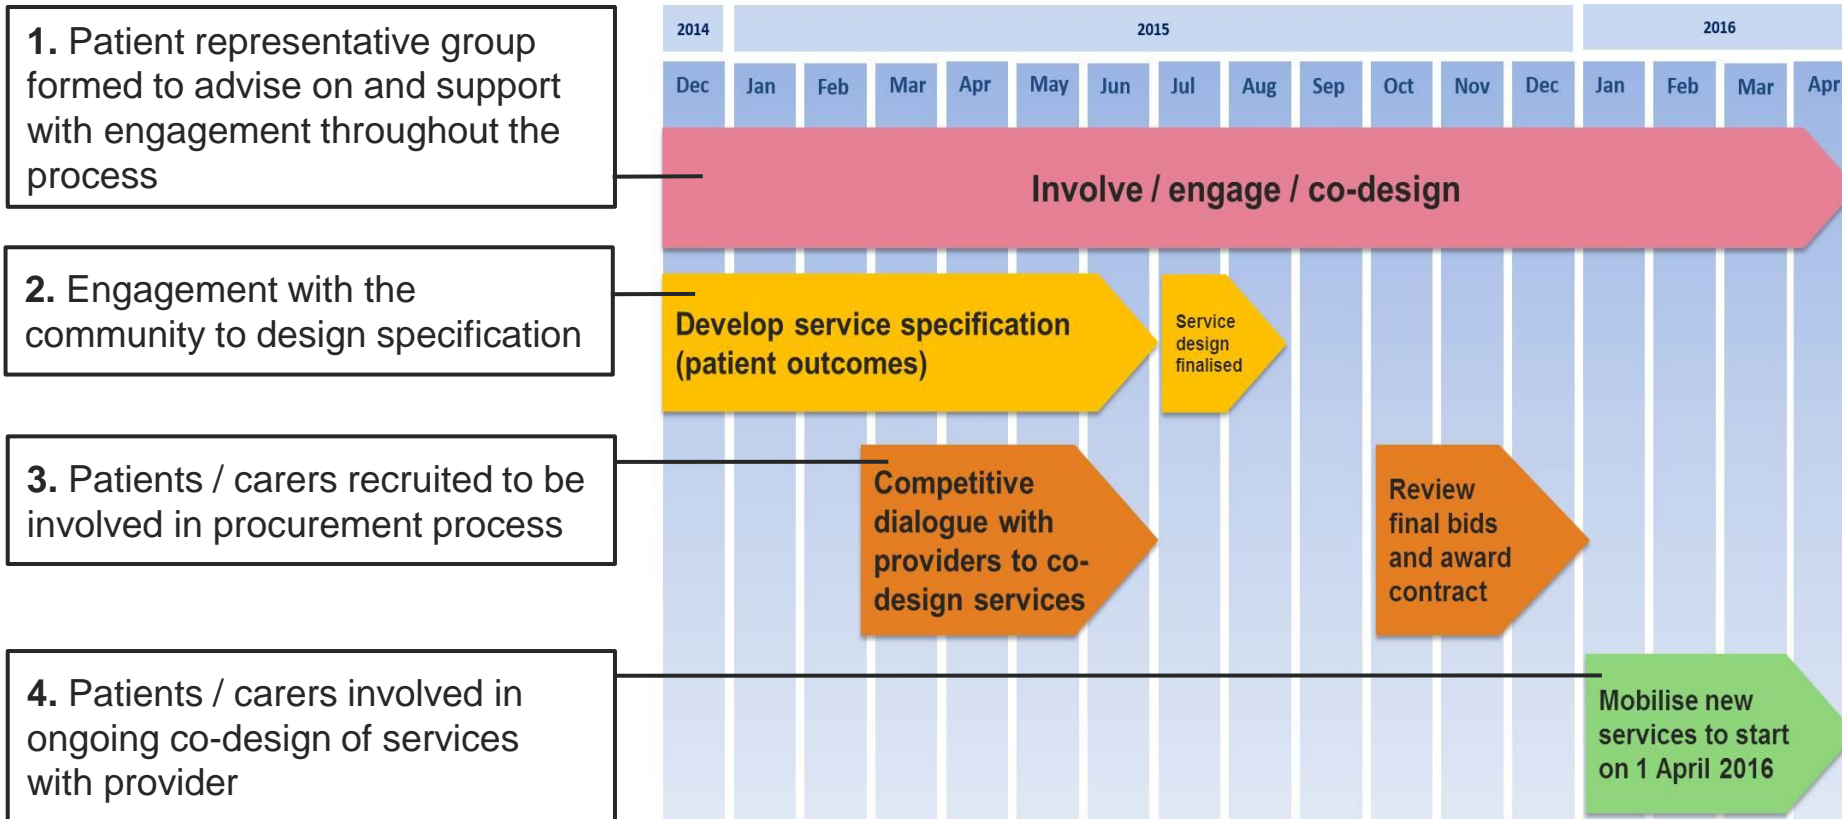 1. Patient representative group
formed to advise on and support
with engagement throughout the
process
2. Engagement with the
community to design specification
3. Patients / carers recruited to be
involved in procurement process
4. Patients / carers involved in
ongoing co-design of services
with provider
2014 2015 2016
Dec Jan Feb Mar Apr May Jun Jul Aug Sep Oct Nov Dec Jan Feb Mar Apr
Involve / engage / co-design
Develop service specification
(patient outcomes)
Service
design
finalised
Competitive
dialogue with
providers to co-
design services
Review
final bids
and award
contract
Mobilise new
services to start
on 1 April 2016